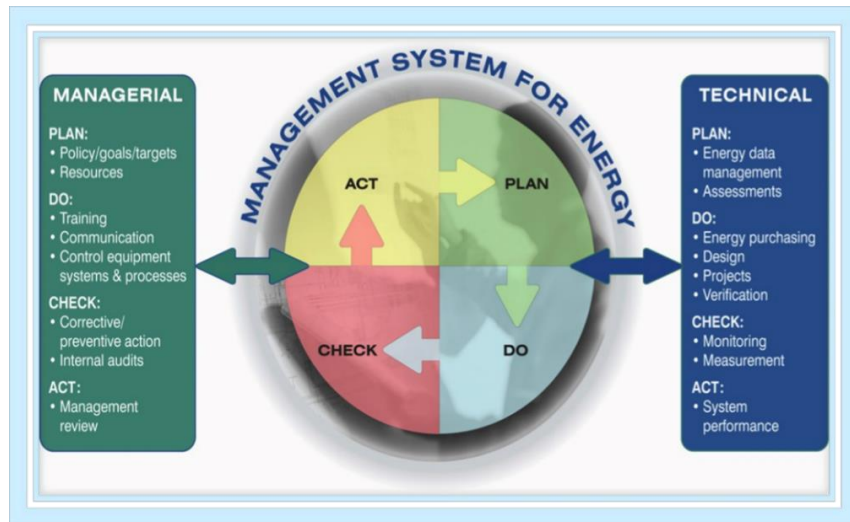 MANAGEMENT SYSTEM FOR ENERGY
MANAGERIAL
PLAN:
• Policy/goals/targets
• Resources
DO:
• Training
• Communication
• Control equipment
systems & processes
CHECK:
• Corrective/
preventive action
• Internal audits
ACT:
• Management
review
ACT
PLAN
CHECK
DO
TECHNICAL
PLAN:
• Energy data
management
• Assessments
DO:
• Energy purchasing
• Design
• Projects
• Verification
CHECK:
• Monitoring
• Measurement
ACT:
• System
performance